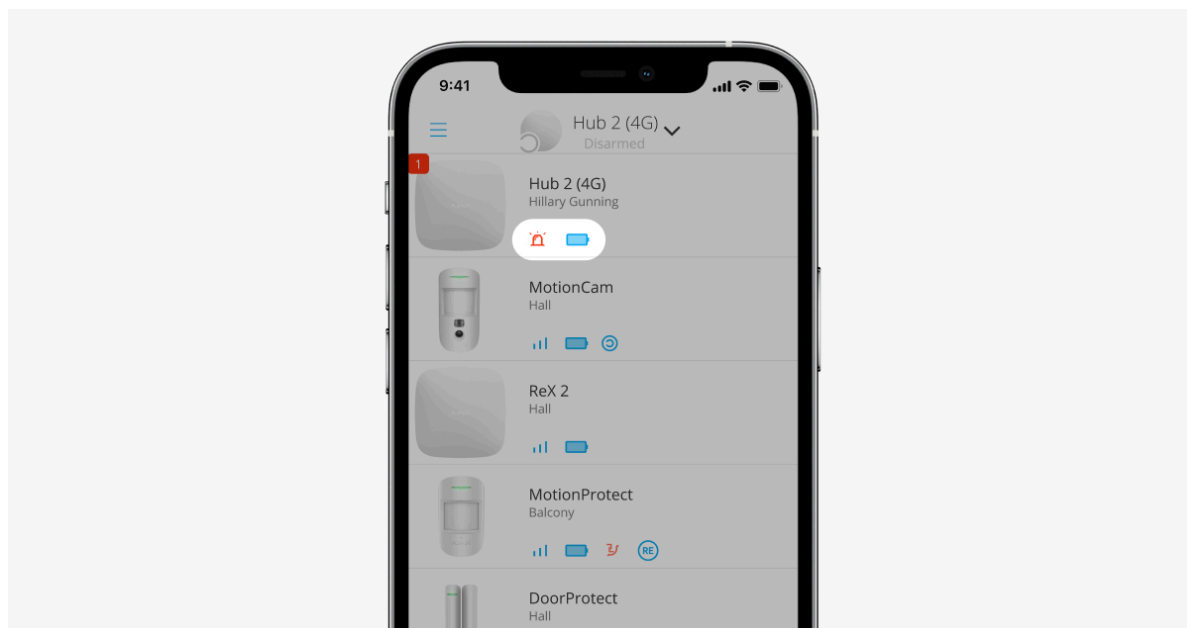 9:41
Hub 2 (4G)
Disarmed
1
Hub 2 (4G)
Hillary Gunning
MotionCam
Hall
ReX 2
Hall
MotionProtect
Balcony
RE
DoorProtect
Hall